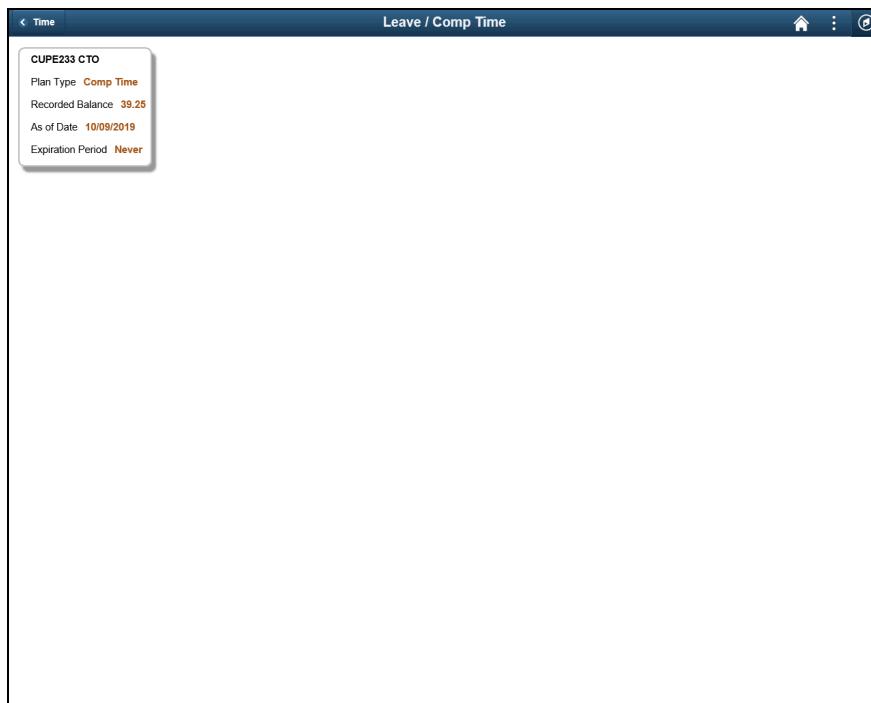 Time
Leave / Comp Time
CUPE233 CTO
Plan Type Comp Time
Recorded Balance 39.25
As of Date 10/09/2019
Expiration Period Never